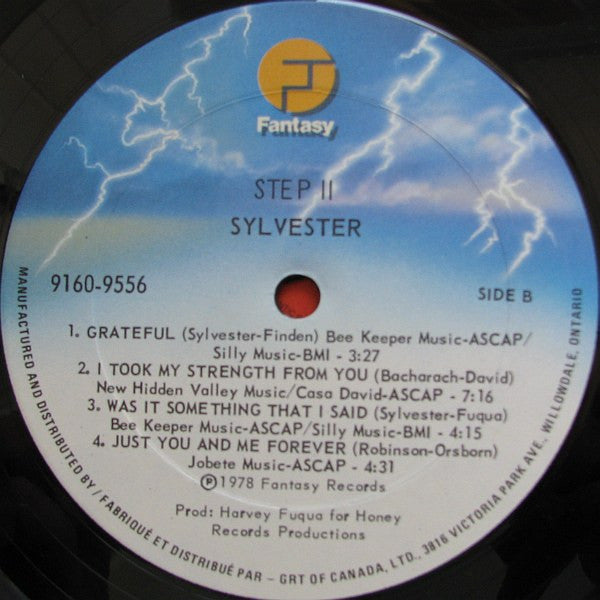 Fantasy
STEP II
SYLVESTER
9160-9556
SIDE B
1. GRATEFUL (Sylvester-Finden) Bee Keeper Music-ASCAP/
Silly Music-BMI - 3:27
2. I TOOK MY STRENGTH FROM YOU (Bacharach-David)
New Hidden Valley Music/Casa David-ASCAP - 7:16
3. WAS IT SOMETHING THAT I SAID (Sylvester-Fuqua)
Bee Keeper Music-ASCAP/Silly Music-BMI - 4:15
4. JUST YOU AND ME FOREVER (Robinson-Orsborn)
Jobete Music-ASCAP - 4:31
Ⓟ1978 Fantasy Records
Prod: Harvey Fuqua for Honey
Records Productions
MANUFACTURED AND DISTRIBUTED BY / FABRIQUÉ ET DISTRIBUÉ PAR - GRT OF CANADA, LTD., 3816 VICTORIA PARK AVE., WILLOWDALE, ONTARIO